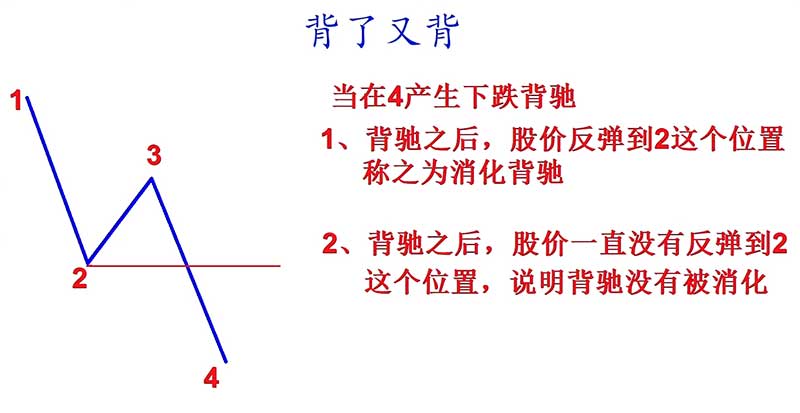 背了又背
1
3
2
4
当在4产生下跌背驰
1、背驰之后，股价反弹到2这个位置
称之为消化背驰
2、背驰之后，股价一直没有反弹到2
这个位置，说明背驰没有被消化